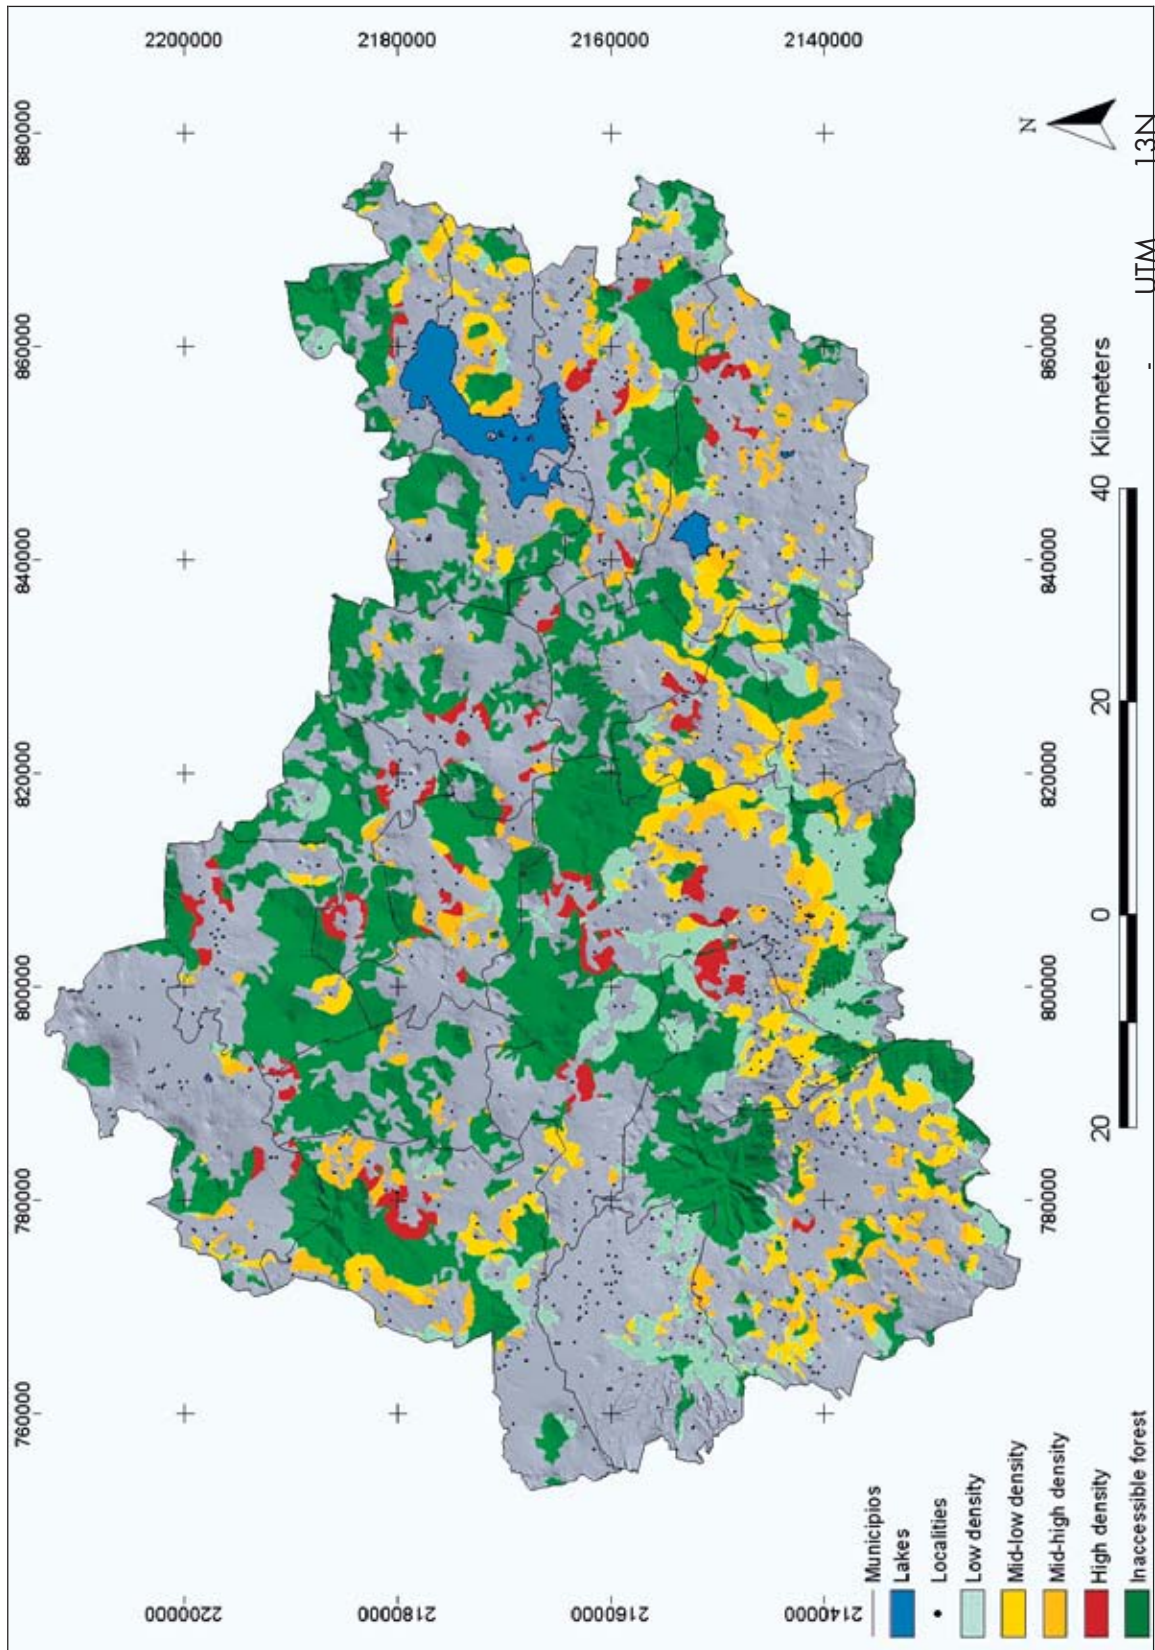 2200000 2180000 2160000 2140000
880000
860000
840000
820000
800000
780000
760000
880000
860000
840000
820000
800000
780000
760000
2200000 2180000 2160000 2140000
N
UTM - 13N
20 0 20 40 Kilometers
Municipios
Lakes
Localities
Low density
Mid-low density
Mid-high density
High density
Inaccessible forest